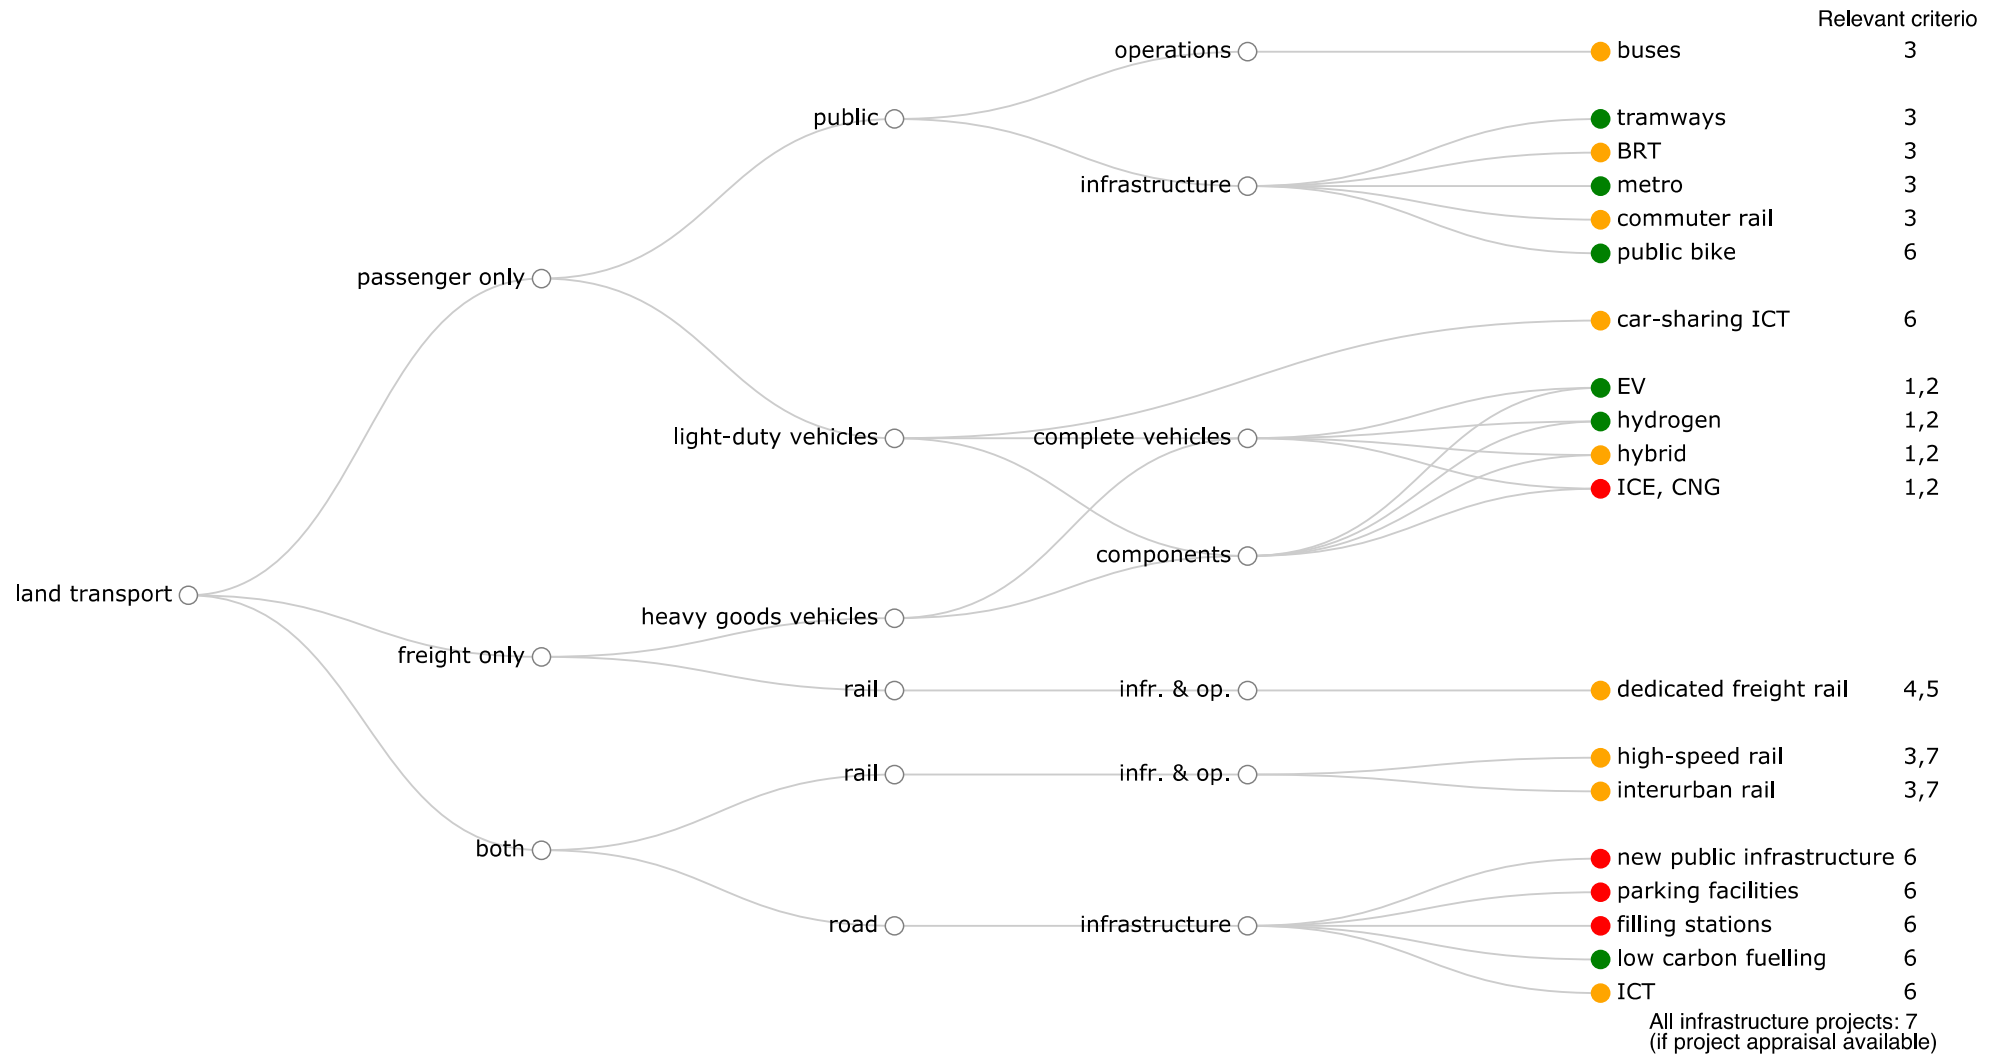 Relevant criterio
operations
buses 3
public
tramways 3
BRT 3
infrastructure
metro 3
commuter rail 3
public bike 6
passenger only
car-sharing ICT 6
EV 1,2
hydrogen 1,2
light-duty vehicles
complete vehicles
hybrid 1,2
ICE, CNG 1,2
components
land transport
heavy goods vehicles
freight only
rail
infr. & op.
dedicated freight rail 4,5
high-speed rail 3,7
rail
infr. & op.
interurban rail 3,7
both
new public infrastructure 6
parking facilities 6
road
infrastructure
filling stations 6
low carbon fuelling 6
ICT 6
All infrastructure projects: 7
(if project appraisal available)